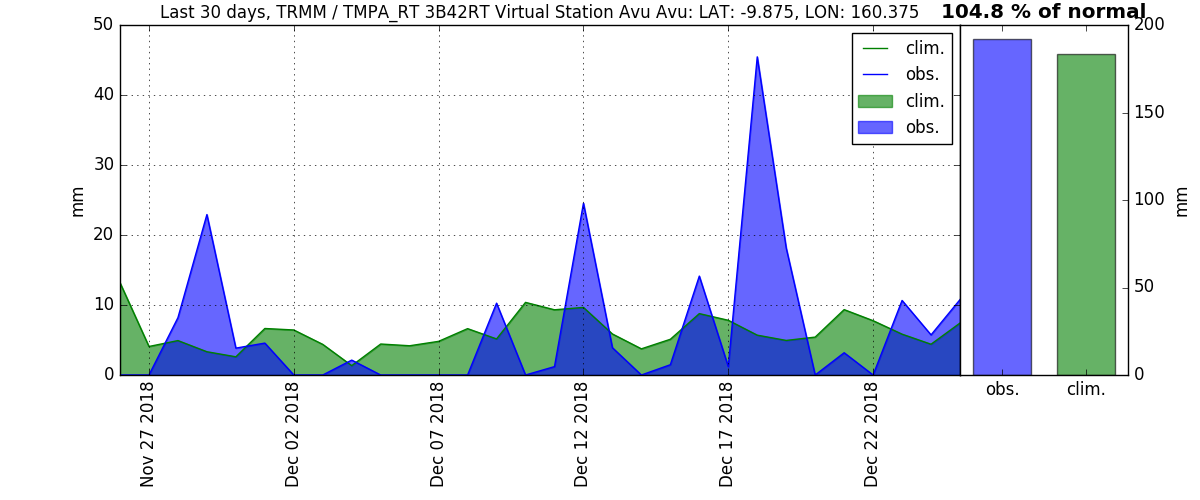 Last 30 days, TRMM / TMPA_RT 3B42RT Virtual Station Avu Avu: LAT: -9.875, LON: 160.375
104.8 % of normal
50
40
30
20
10
0
mm
clim.
obs.
clim.
obs.
200
150
100
50
0
mm
obs.
clim.
Nov 27 2018
Dec 02 2018
Dec 07 2018
Dec 12 2018
Dec 17 2018
Dec 22 2018